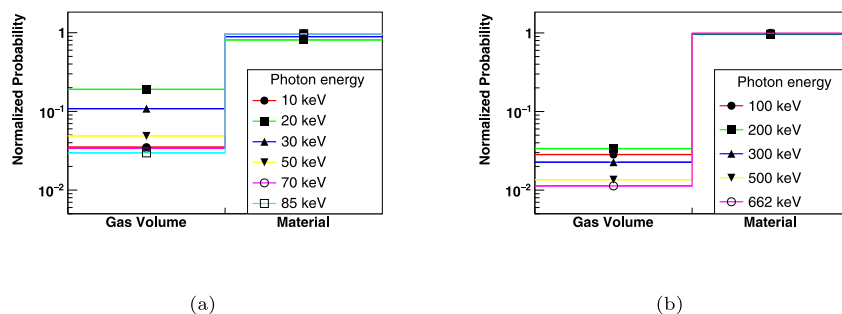 Normalized Probability
1
10⁻¹
10⁻²
Photon energy
10 keV
20 keV
30 keV
50 keV
70 keV
85 keV
Gas Volume Material
(a)
Normalized Probability
1
10⁻¹
10⁻²
Photon energy
100 keV
200 keV
300 keV
500 keV
662 keV
Gas Volume Material
(b)